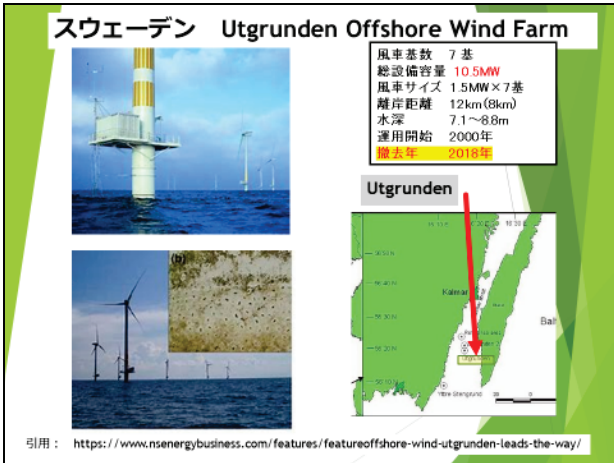 スウェーデン Utgrunden Offshore Wind Farm
風車基数 7 基
総設備容量 10.5MW
風車サイズ 1.5MW×7基
離岸距離 12km(8km)
水深 7.1～8.8m
運用開始 2000年
撤去年 2018年
Utgrunden
(b)
Kalmar
Balt
Yttre Stengrund
引用： https://www.nsenergybusiness.com/features/featureoffshore-wind-utgrunden-leads-the-way/